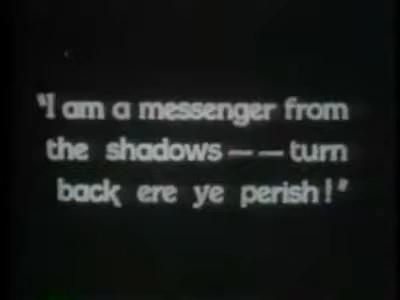 "I am a messenger from
the shadows — — turn
back ere ye perish!"